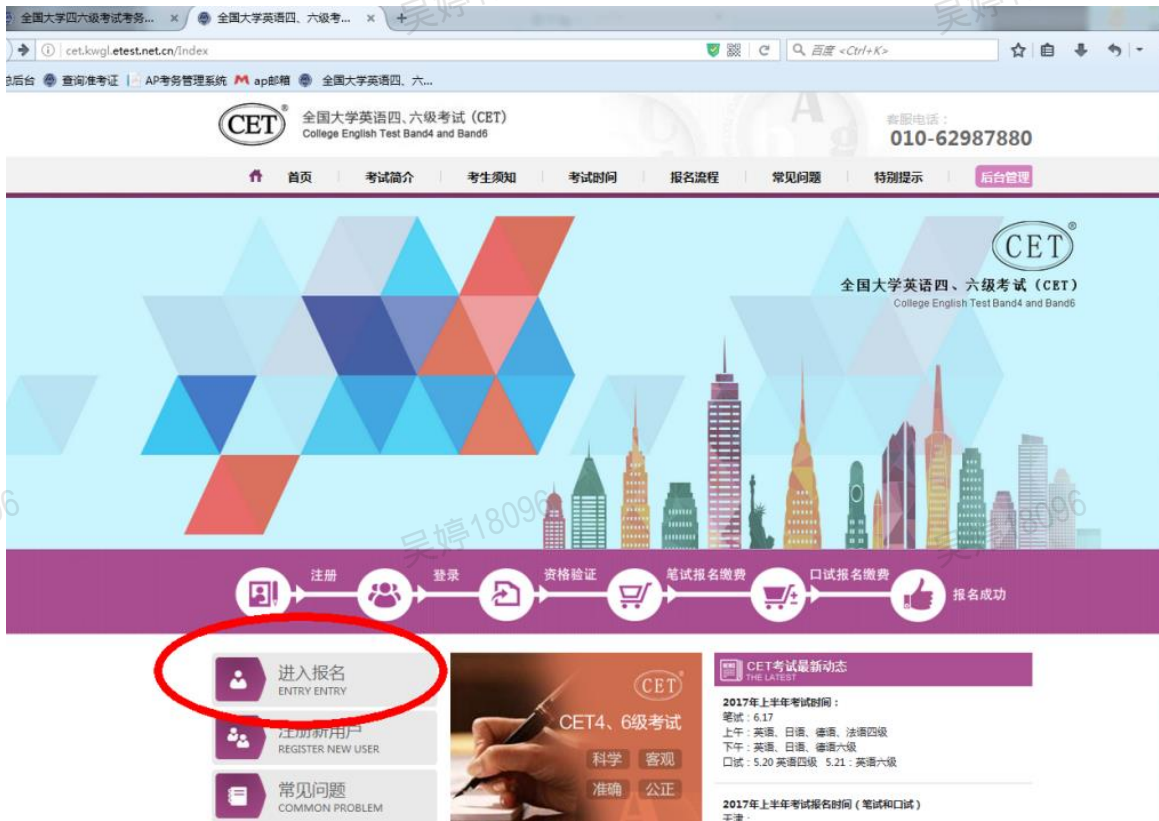 全国大学四六级考试考务... ×
全国大学英语四、六级考... ×
+
cet.kwgl.etest.net.cn/Index
百度 <Ctrl+K>
查询准考证
AP考务管理系统
ap邮箱
全国大学英语四、六...
CET®
全国大学英语四、六级考试（CET）
College English Test Band4 and Band6
客服电话：
010-62987880
首页
考试简介
考生须知
考试时间
报名流程
常见问题
特别提示
后台管理
CET®
全国大学英语四、六级考试（CET）
College English Test Band4 and Band6
注册
登录
资格验证
笔试报名缴费
口试报名缴费
报名成功
进入报名
ENTRY ENTRY
注册新用户
REGISTER NEW USER
常见问题
COMMON PROBLEM
CET
CET4、6级考试
科学 客观
准确 公正
CET考试最新动态
THE LATEST
2017年上半年考试时间：
笔试：6.17
上午：英语、日语、德语、法语四级
下午：英语、日语、德语六级
口试：5.20 英语四级 5.21：英语六级
2017年上半年考试报名时间（笔试和口试）
天津：
吴婷18096
吴婷18096